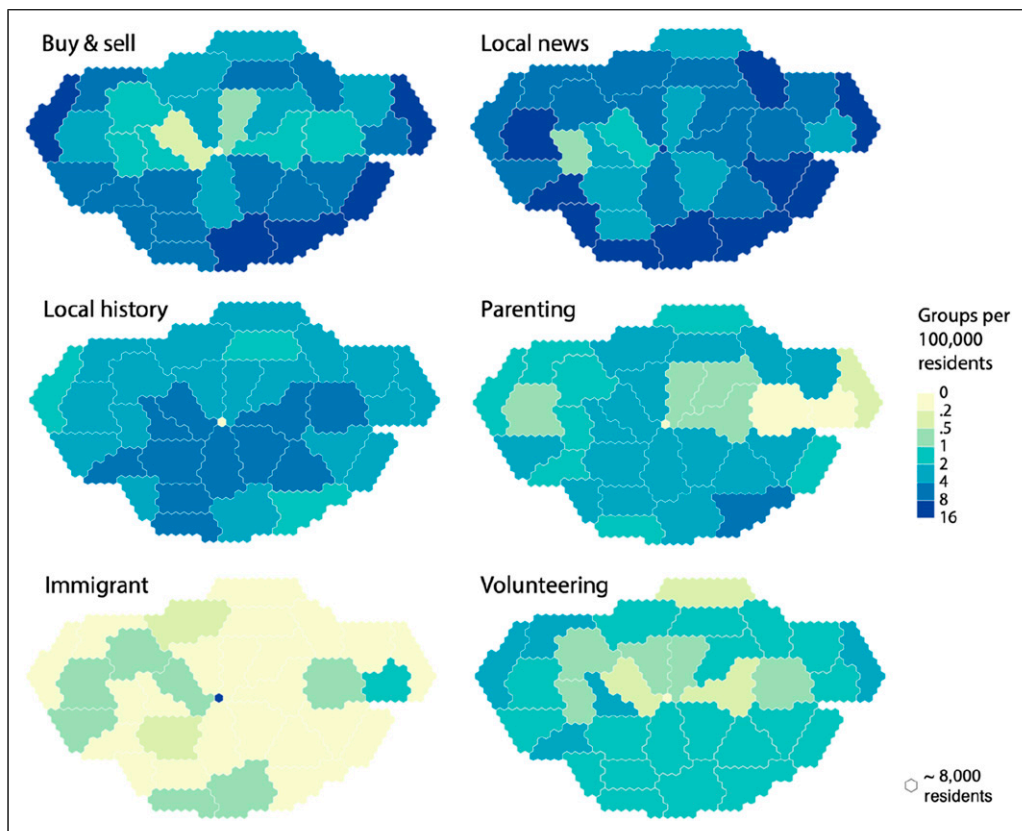 Buy & sell
Local news
Local history
Parenting
Groups per
100,000
residents
0
.2
.5
1
2
4
8
16
Immigrant
Volunteering
~ 8,000
residents